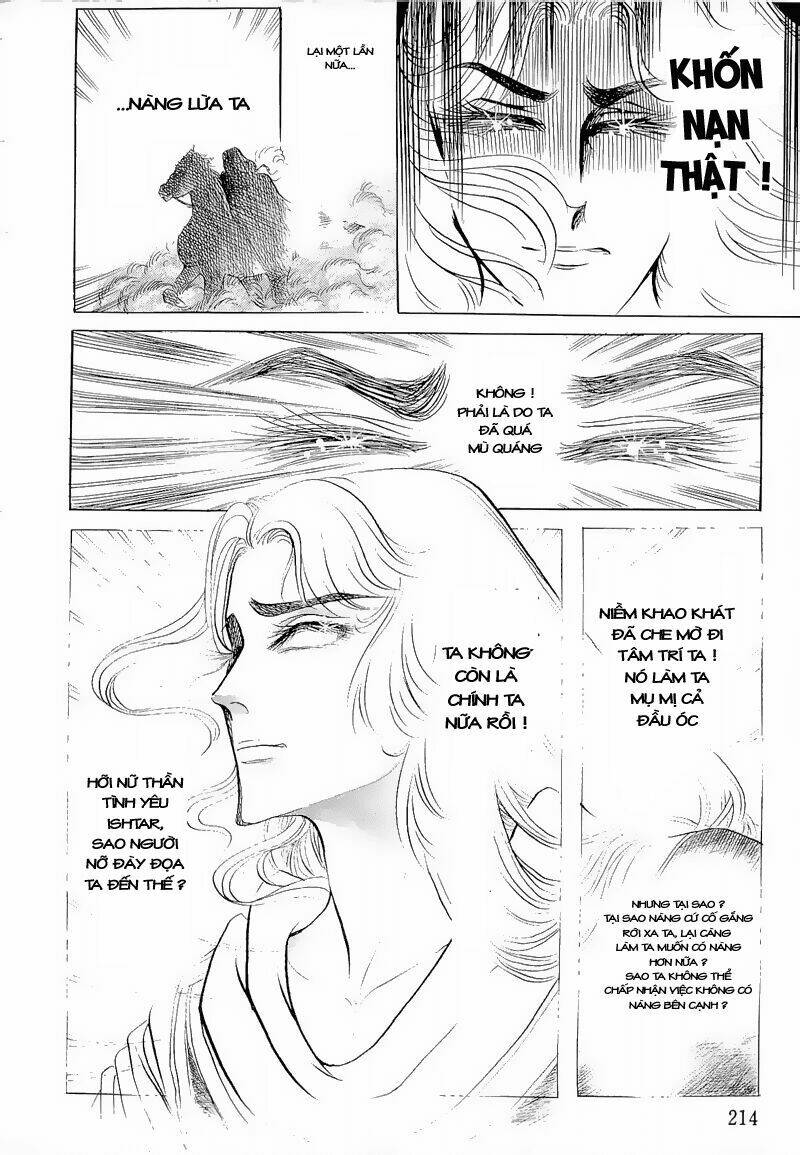 LẠI MỘT LẦN
NỮA...
...NÀNG LỪA TA
KHỐN
NẠN
THẬT !
KHÔNG !
PHẢI LÀ DO TA
ĐÃ QUÁ
MÙ QUÁNG
NIỀM KHAO KHÁT
ĐÃ CHE MỜ ĐI
TÂM TRÍ TA !
NÓ LÀM TA
MỤ MỊ CẢ
ĐẦU ÓC
TA KHÔNG
CÒN LÀ
CHÍNH TA
NỮA RỒI !
HỠI NỮ THẦN
TÌNH YÊU
ISHTAR,
SAO NGƯỜI
NỠ ĐÀY ĐỌA
TA ĐẾN THẾ ?
NHƯNG TẠI SAO ?
TẠI SAO NÀNG CỨ CỐ GẮNG
RỜI XA TA, LẠI CÀNG
LÀM TA MUỐN CÓ NÀNG
HƠN NỮA ?
SAO TA KHÔNG THỂ
CHẤP NHẬN VIỆC KHÔNG CÓ
NÀNG BÊN CẠNH ?
214